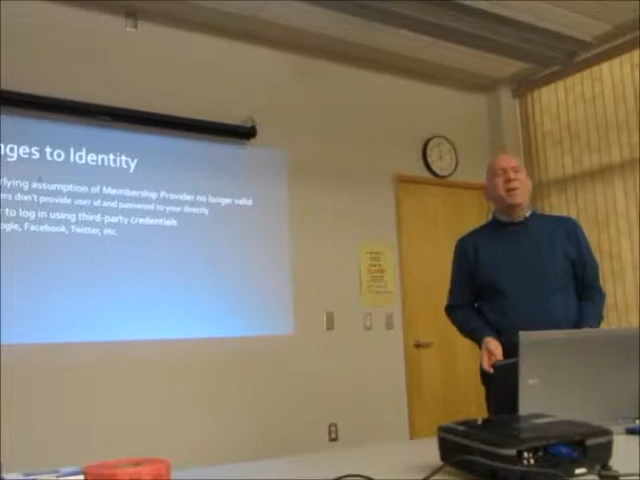 nges to Identity
rlying assumption of Membership Provider no longer valid
ers don't provide user id and password to your directly
r to log in using third-party credentials
ogle, Facebook, Twitter, etc.